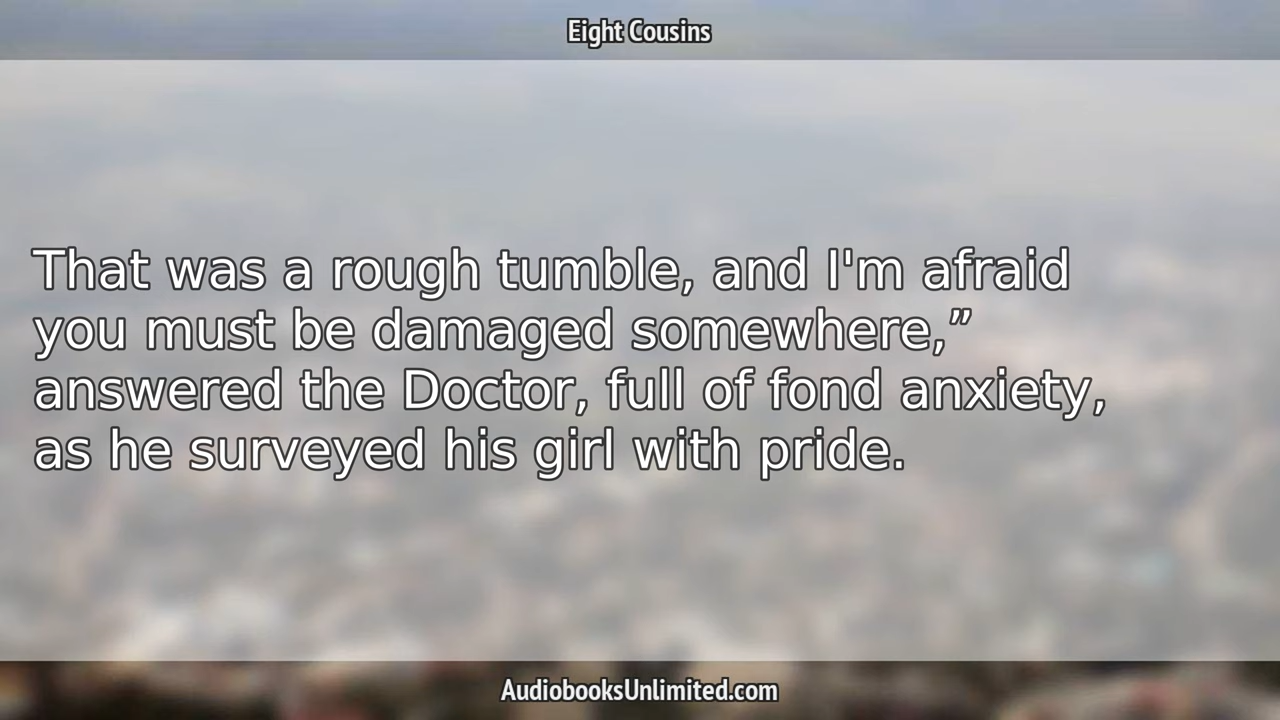 Eight Cousins
That was a rough tumble, and I'm afraid
you must be damaged somewhere,”
answered the Doctor, full of fond anxiety,
as he surveyed his girl with pride.
AudiobooksUnlimited.com